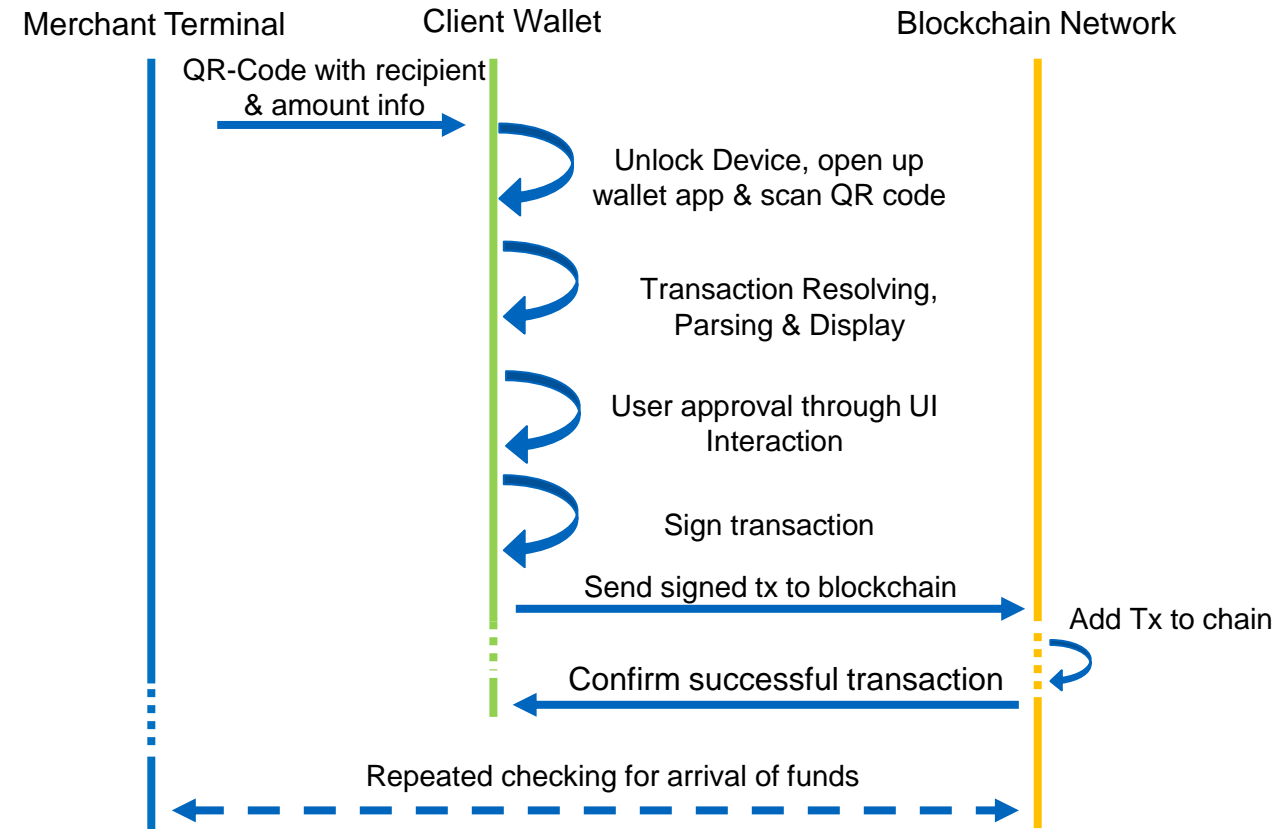 Merchant Terminal
Client Wallet
Blockchain Network
QR-Code with recipient
& amount info
Unlock Device, open up
wallet app & scan QR code
Transaction Resolving,
Parsing & Display
User approval through UI
Interaction
Sign transaction
Send signed tx to blockchain
Add Tx to chain
Confirm successful transaction
Repeated checking for arrival of funds